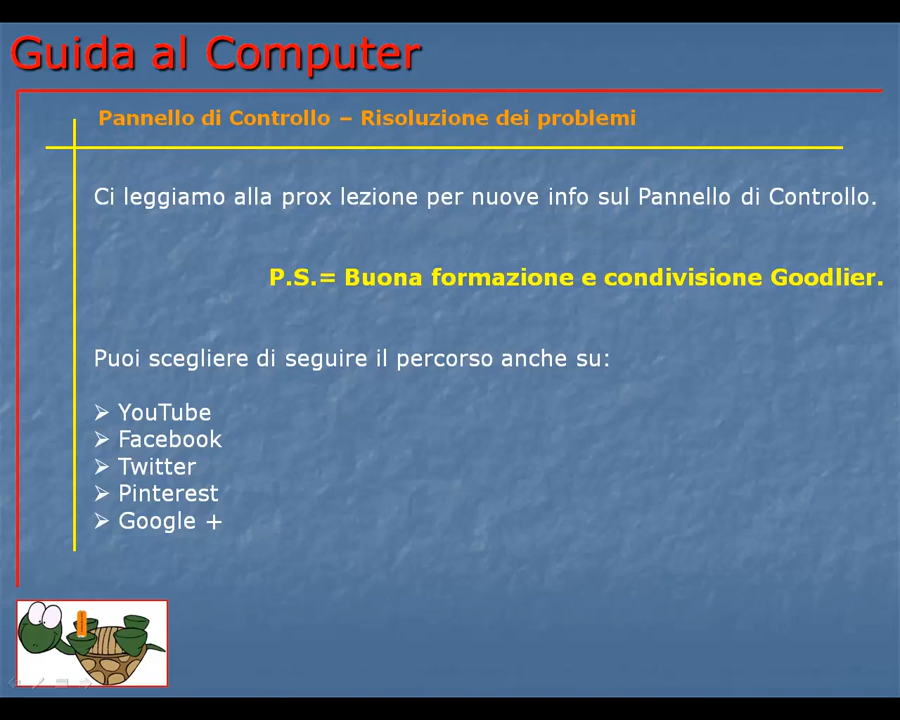 Guida al Computer
Pannello di Controllo – Risoluzione dei problemi
Ci leggiamo alla prox lezione per nuove info sul Pannello di Controllo.
P.S.= Buona formazione e condivisione Goodlier.
Puoi scegliere di seguire il percorso anche su:
➢ YouTube
➢ Facebook
➢ Twitter
➢ Pinterest
➢ Google +